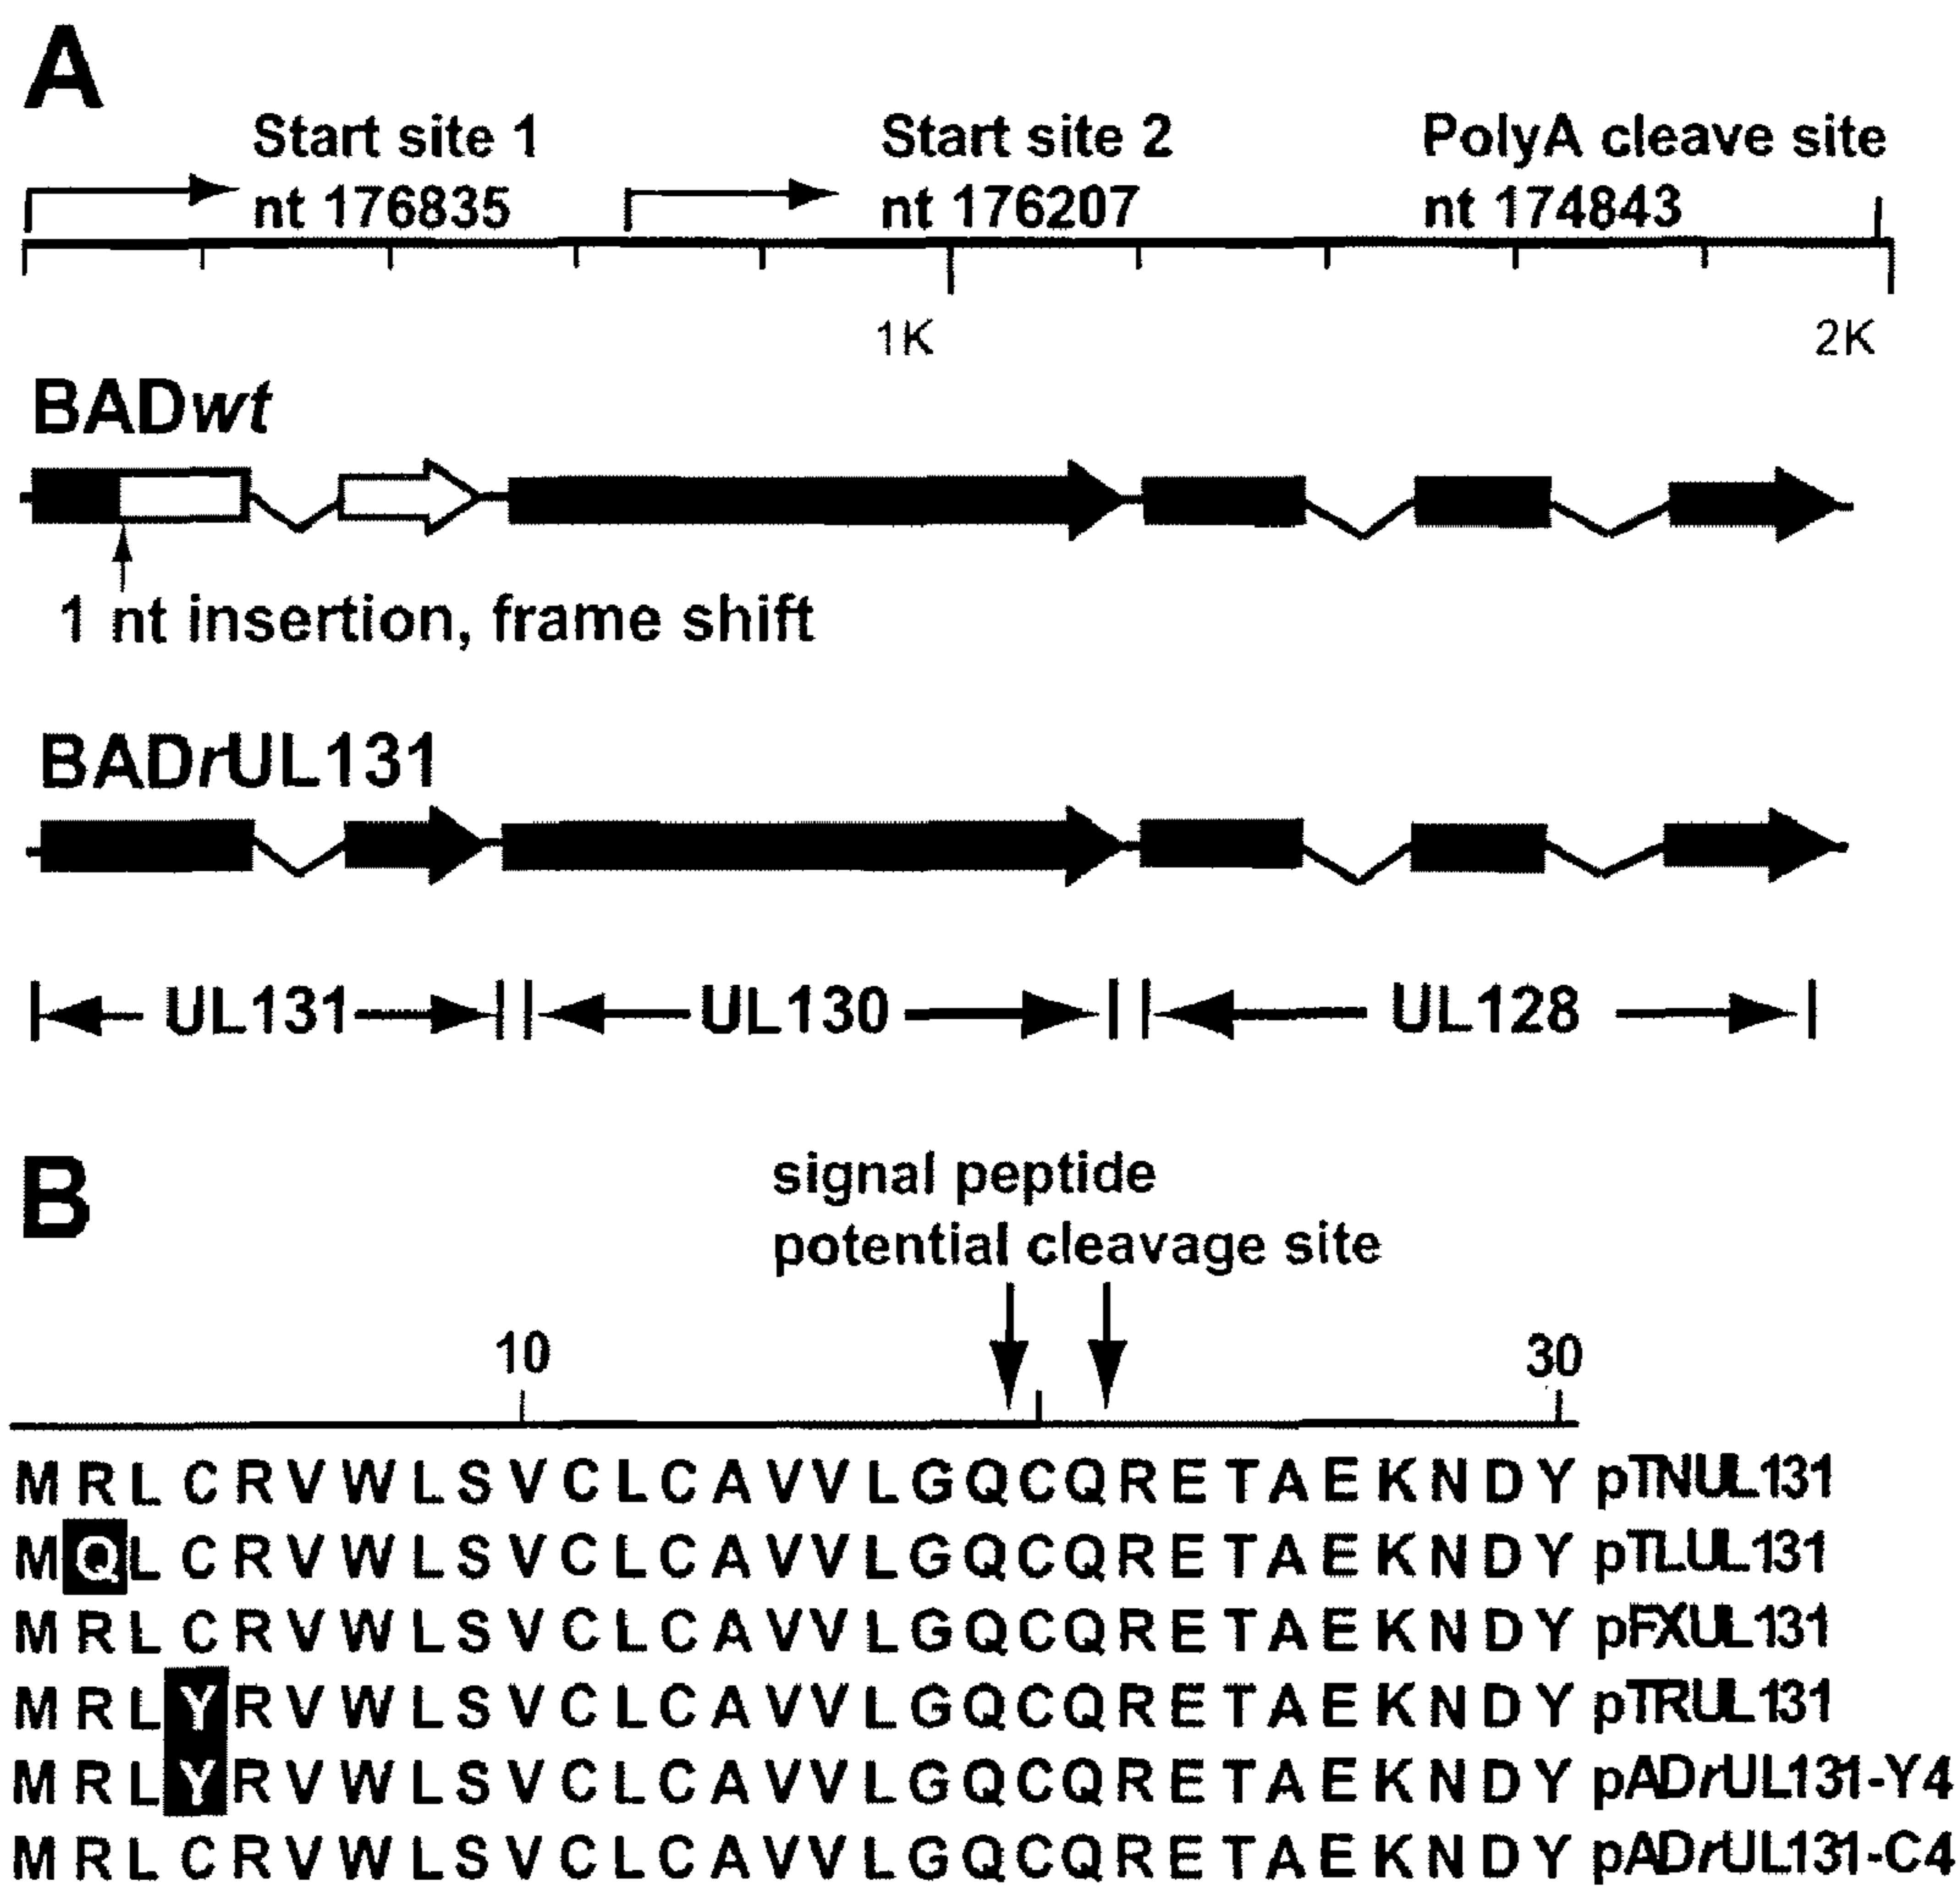 A
Start site 1
nt 176835
Start site 2
nt 176207
PolyA cleave site
nt 174843
1K
2K
BADwt
1 nt insertion, frame shift
BADrUL131
UL131
UL130
UL128
B
signal peptide
potential cleavage site
10
30
M R L C R V W L S V C L C A V V L G Q C Q R E T A E K N D Y pTNUL131
M Q L C R V W L S V C L C A V V L G Q C Q R E T A E K N D Y pTLUL131
M R L C R V W L S V C L C A V V L G Q C Q R E T A E K N D Y pFXUL131
M R L Y R V W L S V C L C A V V L G Q C Q R E T A E K N D Y pTRUL131
M R L Y R V W L S V C L C A V V L G Q C Q R E T A E K N D Y pADrUL131-Y4
M R L C R V W L S V C L C A V V L G Q C Q R E T A E K N D Y pADrUL131-C4